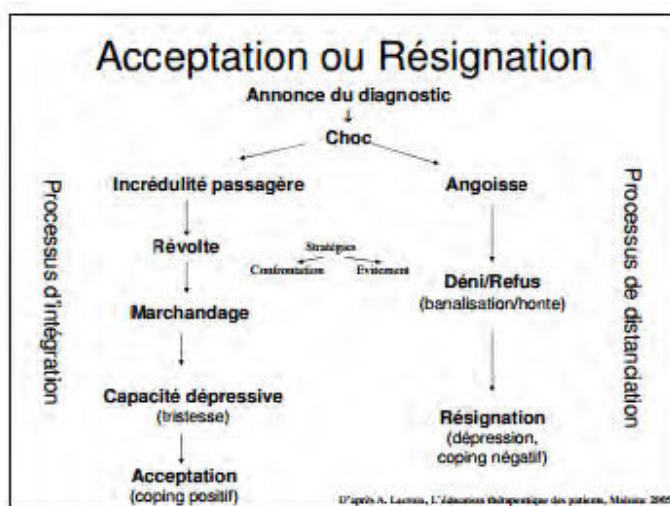 Acceptation ou Résignation
Annonce du diagnostic
Choc
Incrédulité passagère
Angoisse
Processus d'intégration
Processus de distanciation
Révolte
Stratégies
Confrontation
Evitement
Déni/Refus
(banalisation/honte)
Marchandage
Capacité dépressive
(tristesse)
Résignation
(dépression,
coping négatif)
Acceptation
(coping positif)
D'après A. Lacroix, L'éducation thérapeutique des patients, Maloine 2005